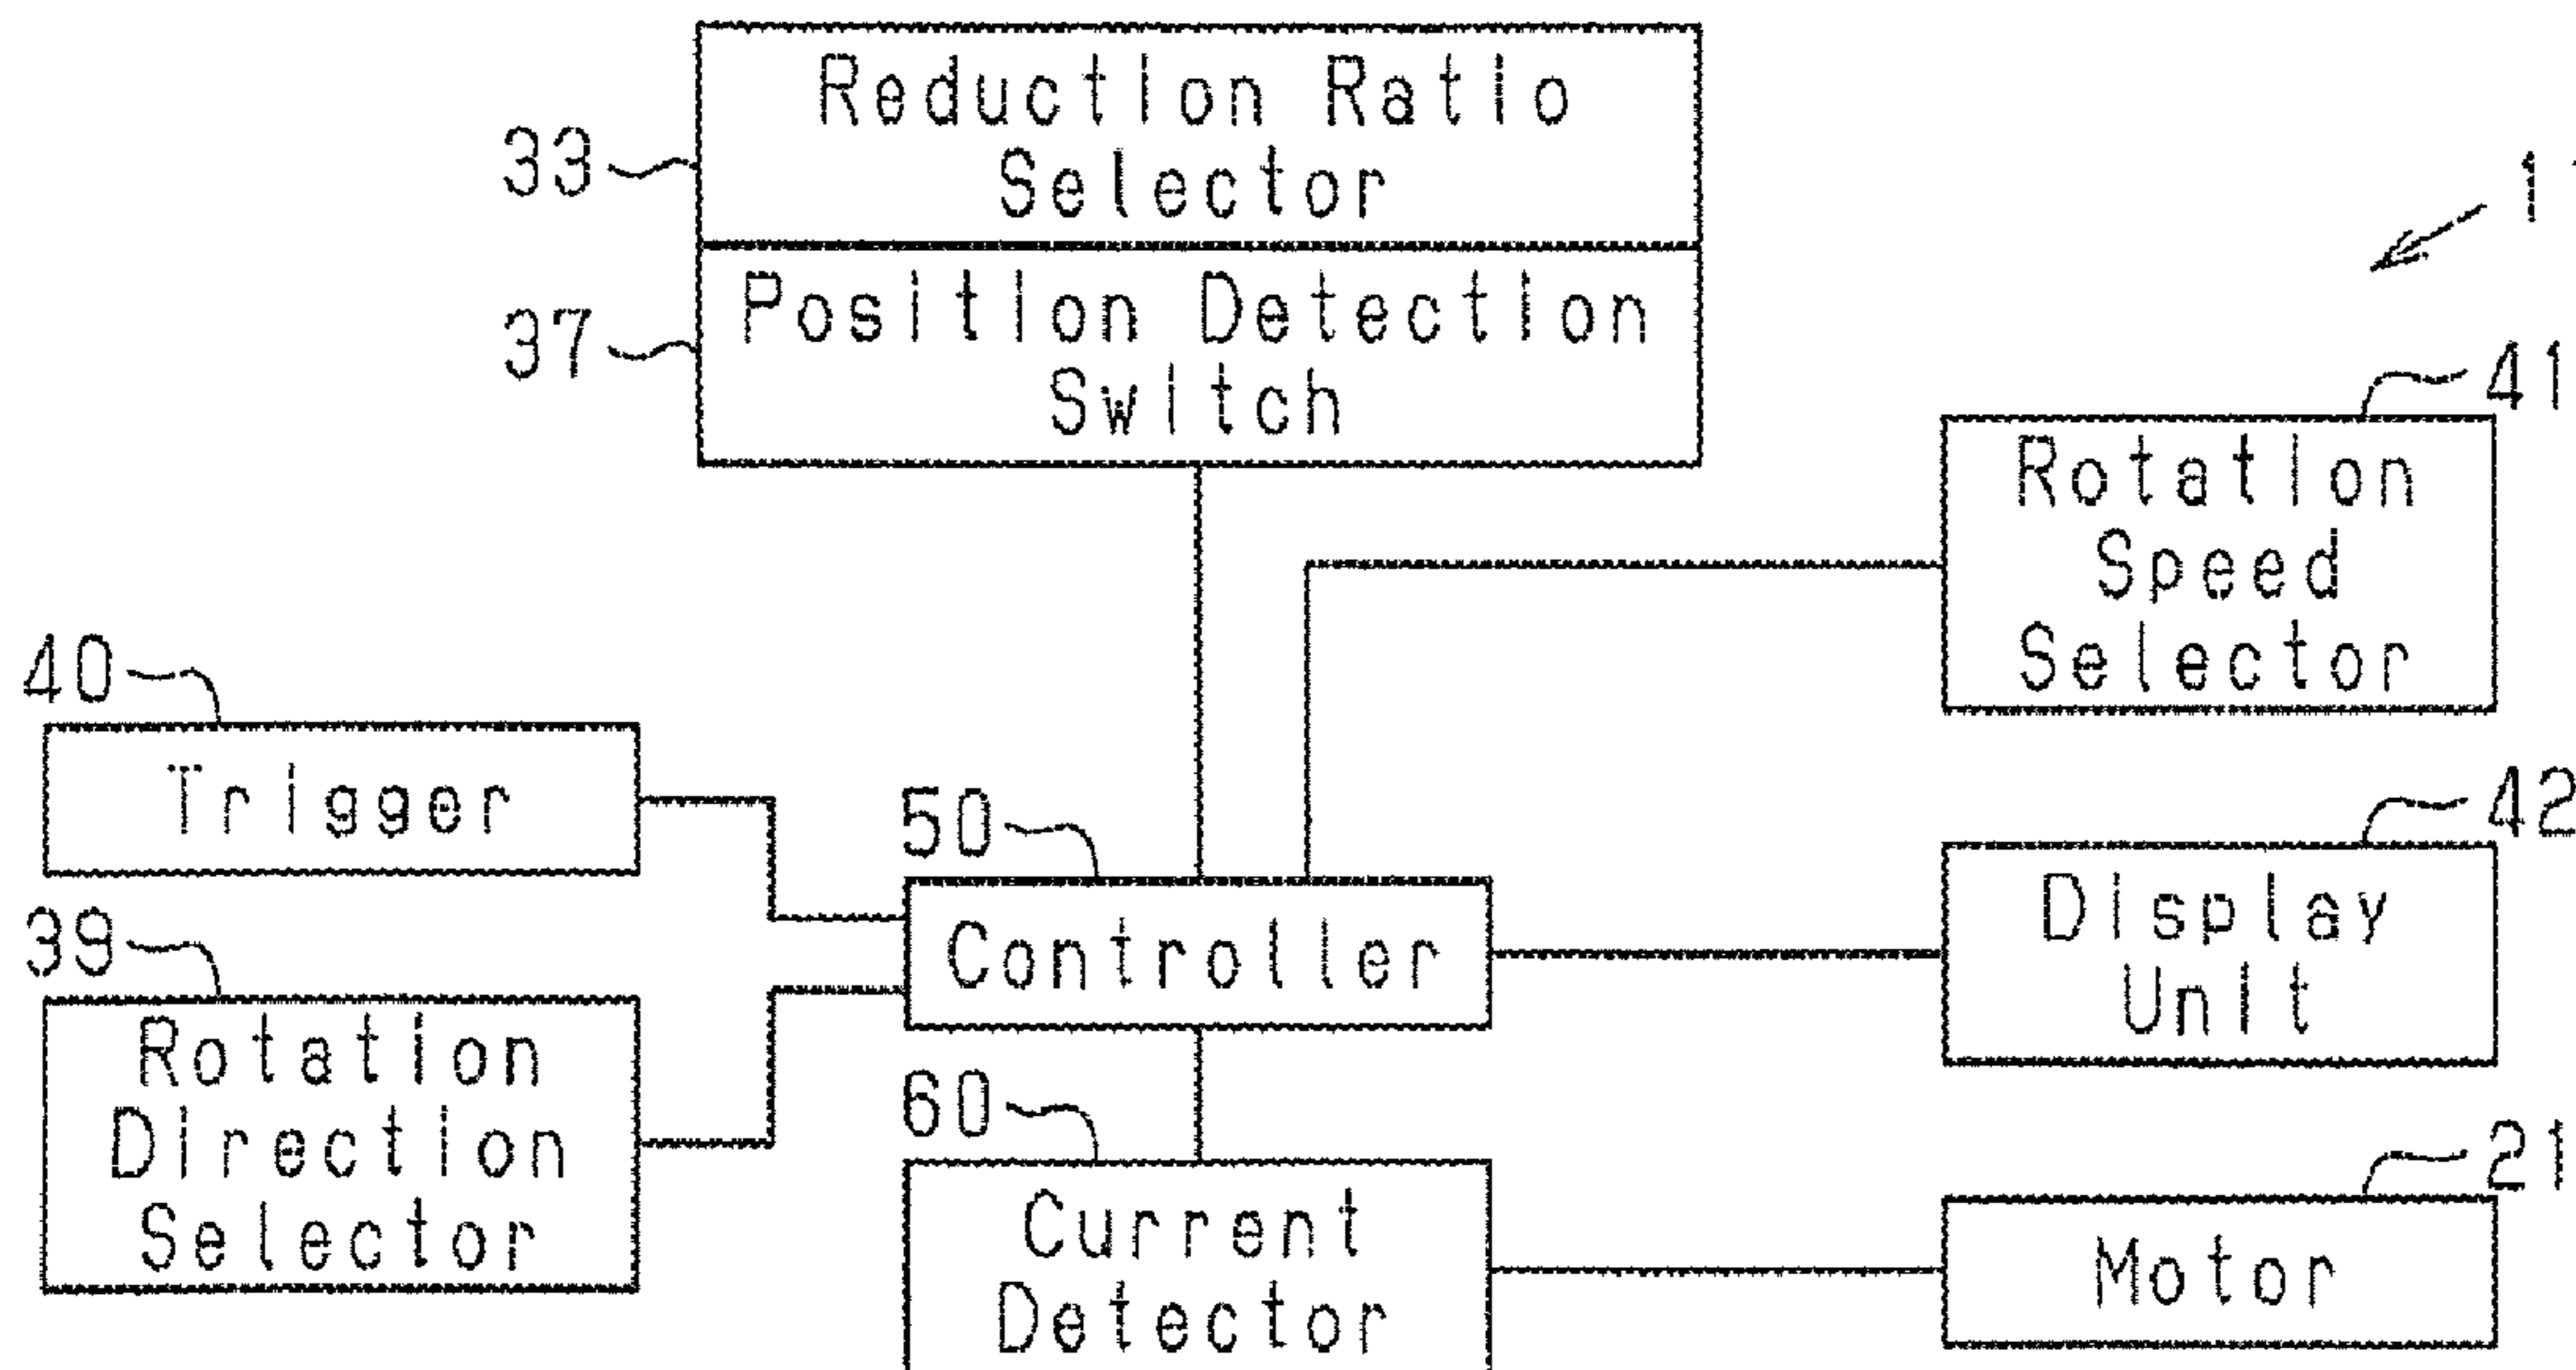 Reduction Ratio
Selector
33
Position Detection
Switch
37
41
Rotation
Speed
Selector
40
Trigger
50
Controller
42
Display
Unit
39
Rotation
Direction
Selector
60
Current
Detector
21
Motor